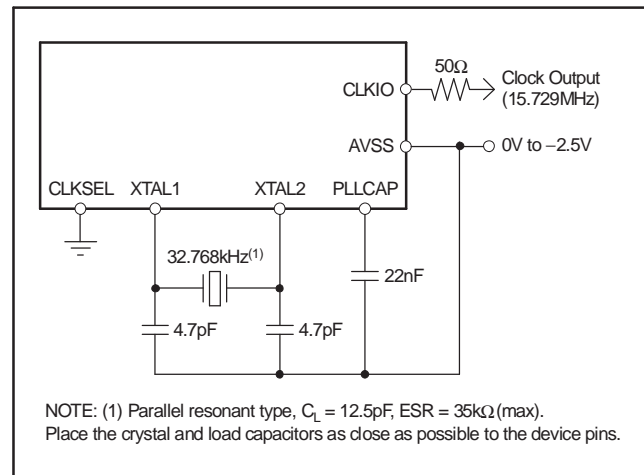 50Ω
Clock Output
(15.729MHz)
CLKIO
AVSS
0V to −2.5V
CLKSEL XTAL1 XTAL2 PLLCAP
32.768kHz(1)
22nF
4.7pF 4.7pF
NOTE: (1) Parallel resonant type, CL = 12.5pF, ESR = 35kΩ (max).
Place the crystal and load capacitors as close as possible to the device pins.